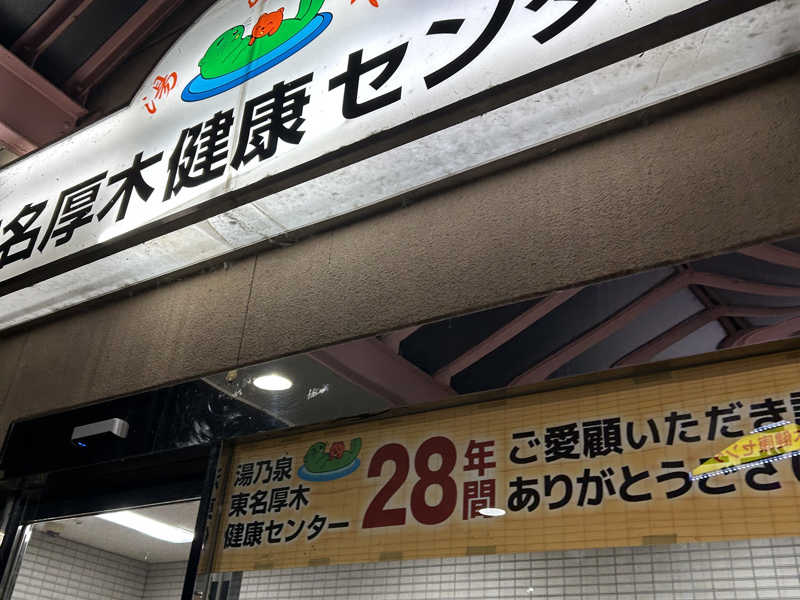 湯
名厚木健康センタ
湯乃泉
東名厚木
健康センター
28年間
ご愛顧いただき
ありがとうござい